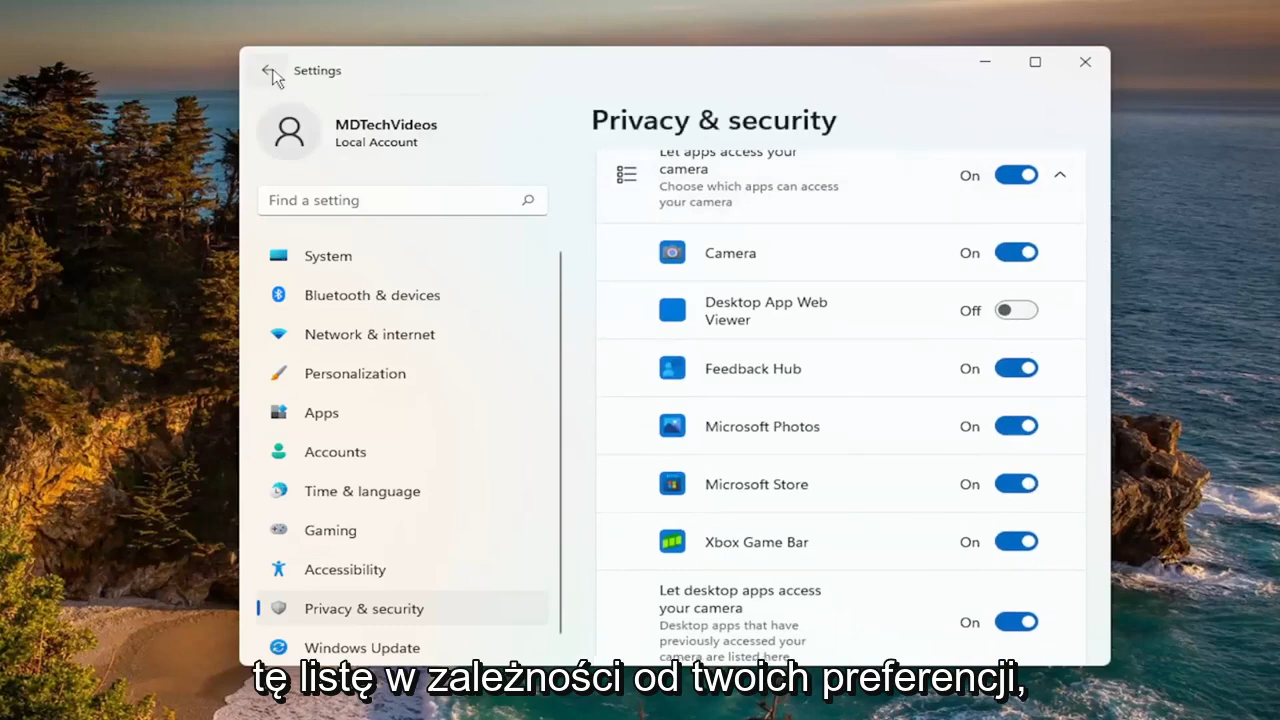 Settings
MDTechVideos
Local Account
Find a setting
System
Bluetooth & devices
Network & internet
Personalization
Apps
Accounts
Time & language
Gaming
Accessibility
Privacy & security
Windows Update
Privacy & security
Let apps access your
camera
Choose which apps can access
your camera
On
Camera
On
Desktop App Web
Viewer
Off
Feedback Hub
On
Microsoft Photos
On
Microsoft Store
On
Xbox Game Bar
On
Let desktop apps access
your camera
Desktop apps that have
previously accessed your
camera are listed here
On
tę listę w zależności od twoich preferencji,